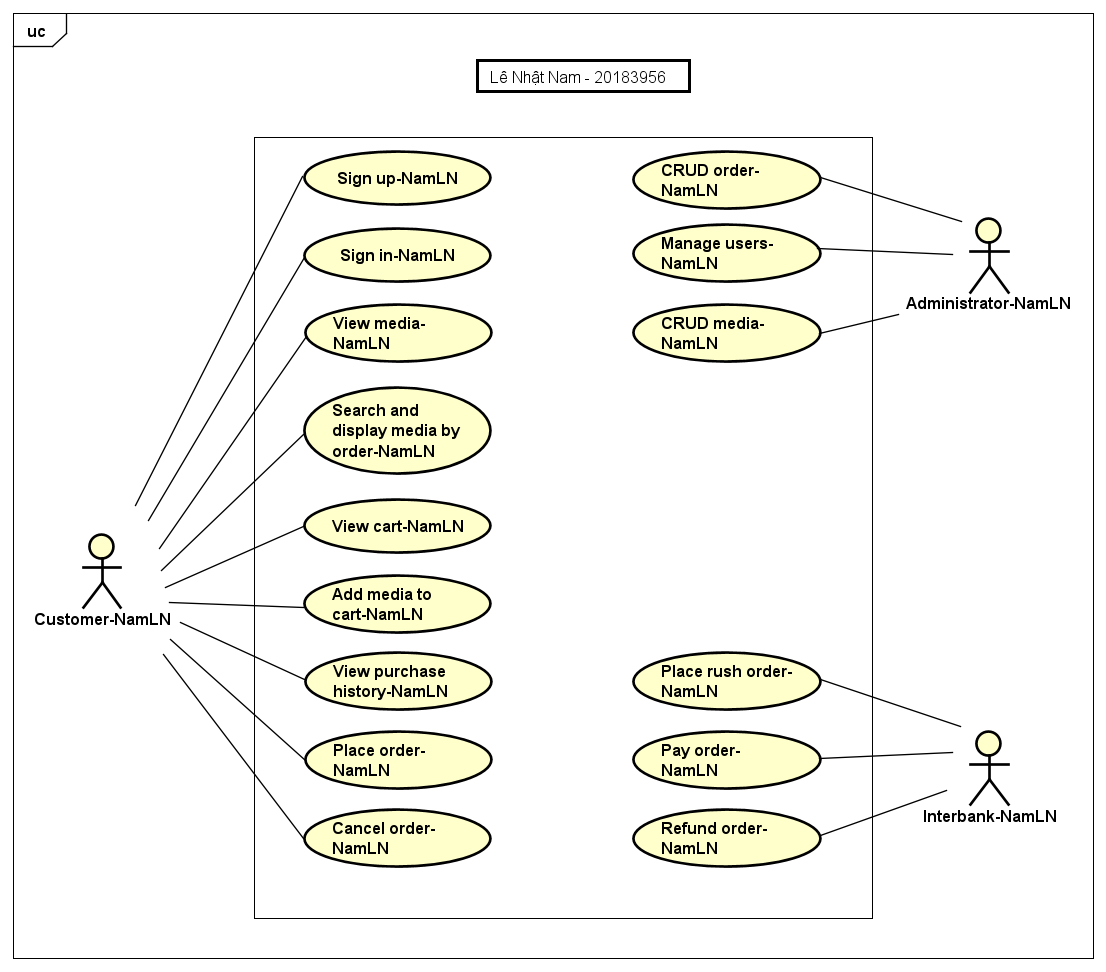 uc
Lê Nhật Nam - 20183956
Sign up-NamLN
Sign in-NamLN
View media-
NamLN
Search and
display media by
order-NamLN
View cart-NamLN
Add media to
cart-NamLN
View purchase
history-NamLN
Place order-
NamLN
Cancel order-
NamLN
Customer-NamLN
CRUD order-
NamLN
Manage users-
NamLN
CRUD media-
NamLN
Administrator-NamLN
Place rush order-
NamLN
Pay order-
NamLN
Refund order-
NamLN
Interbank-NamLN